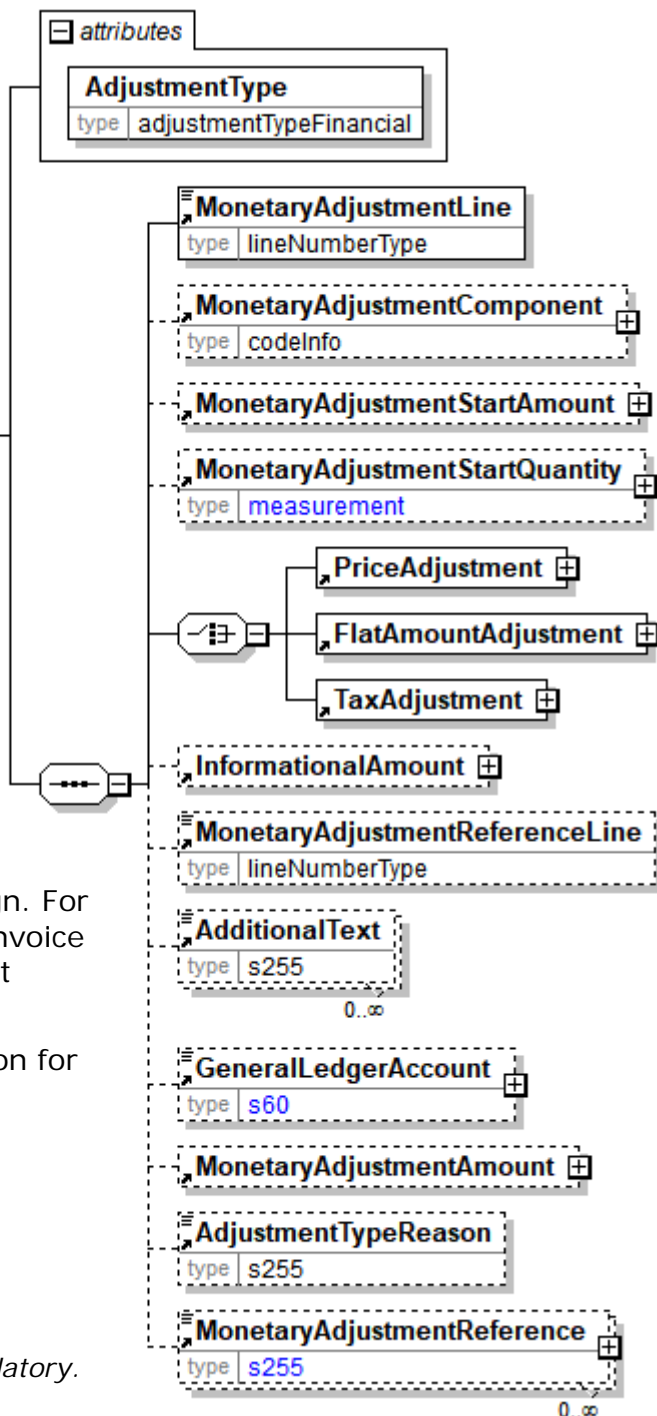 attributes
AdjustmentType
type adjustmentTypeFinancial
MonetaryAdjustmentLine
type lineNumberType
MonetaryAdjustmentComponent
type codeInfo
MonetaryAdjustmentStartAmount
MonetaryAdjustmentStartQuantity
type measurement
PriceAdjustment
FlatAmountAdjustment
TaxAdjustment
InformationalAmount
MonetaryAdjustmentReferenceLine
type lineNumberType
For
AdditionalText
type s255
0..∞
on for
GeneralLedgerAccount
type s60
MonetaryAdjustmentAmount
AdjustmentTypeReason
type s255
MonetaryAdjustmentReference
type s255
0..∞